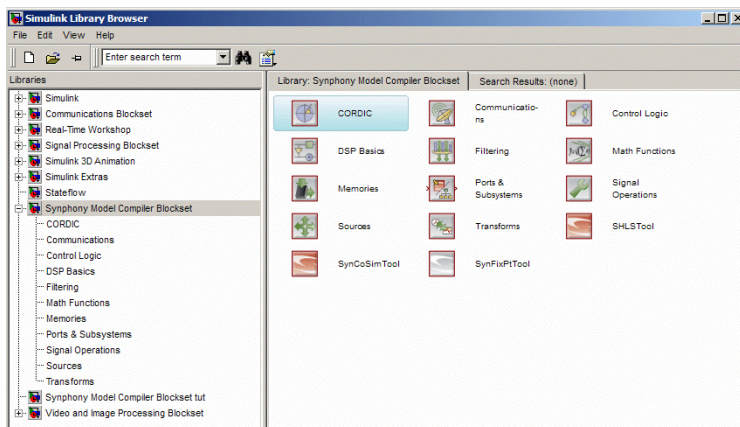 Simulink Library Browser
File Edit View Help
Enter search term
Libraries
Library: Synphony Model Compiler Blockset
Search Results: (none)
Simulink
Communications Blockset
Real-Time Workshop
Signal Processing Blockset
Simulink 3D Animation
Simulink Extras
Stateflow
Synphony Model Compiler Blockset
CORDIC
Communications
Control Logic
DSP Basics
Filtering
Math Functions
Memories
Ports & Subsystems
Signal Operations
Sources
Transforms
Synphony Model Compiler Blockset tut
Video and Image Processing Blockset
CORDIC
Communicatio-
ns
Control Logic
DSP Basics
Filtering
Math Functions
Memories
Ports &
Subsystems
Signal
Operations
Sources
Transforms
SHLSTool
SynCoSimTool
SynFixPtTool